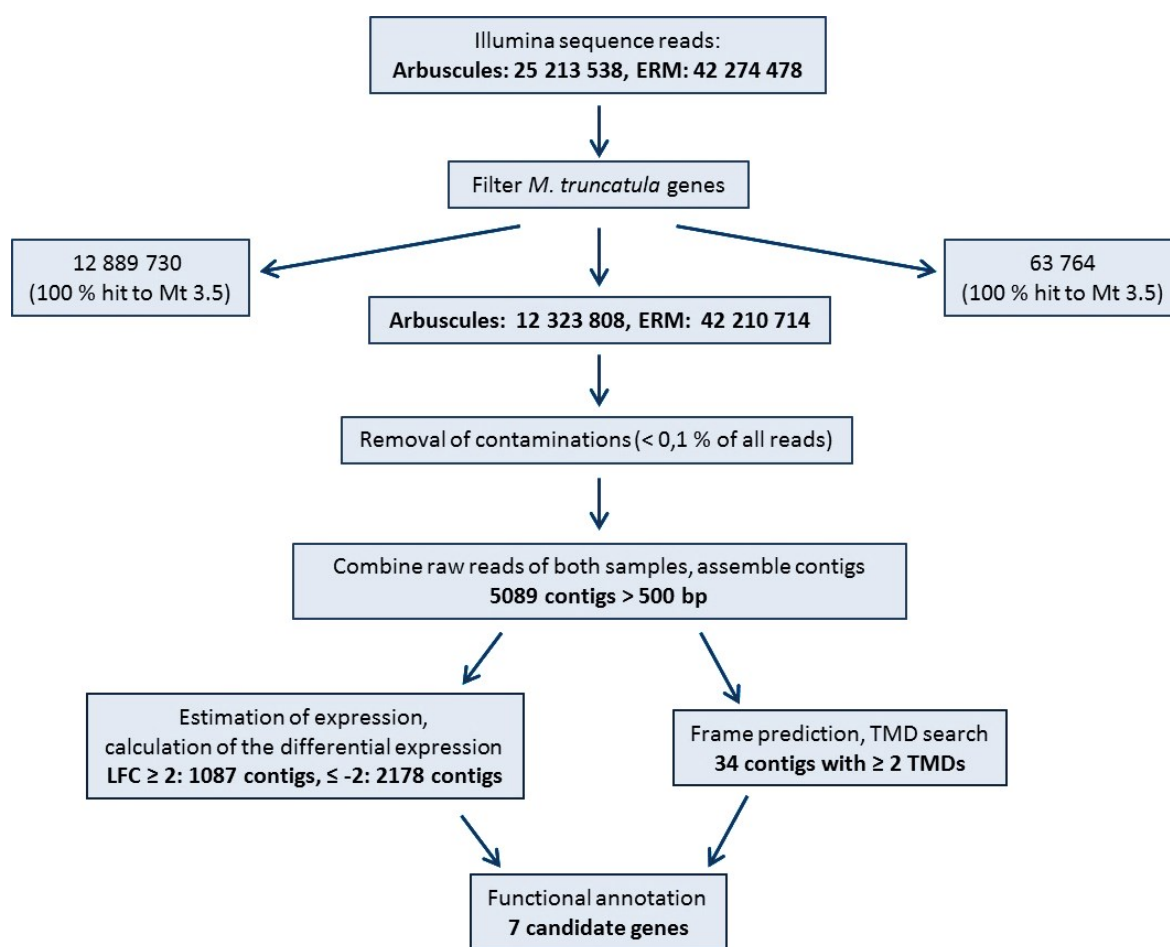 Illumina sequence reads:
Arbuscules: 25 213 538, ERM: 42 274 478
Filter M. truncatula genes
12 889 730
(100 % hit to Mt 3.5)
63 764
(100 % hit to Mt 3.5)
Arbuscules: 12 323 808, ERM: 42 210 714
Removal of contaminations (< 0,1 % of all reads)
Combine raw reads of both samples, assemble contigs
5089 contigs > 500 bp
Estimation of expression,
calculation of the differential expression
LFC ≥ 2: 1087 contigs, ≤ -2: 2178 contigs
Frame prediction, TMD search
34 contigs with ≥ 2 TMDs
Functional annotation
7 candidate genes